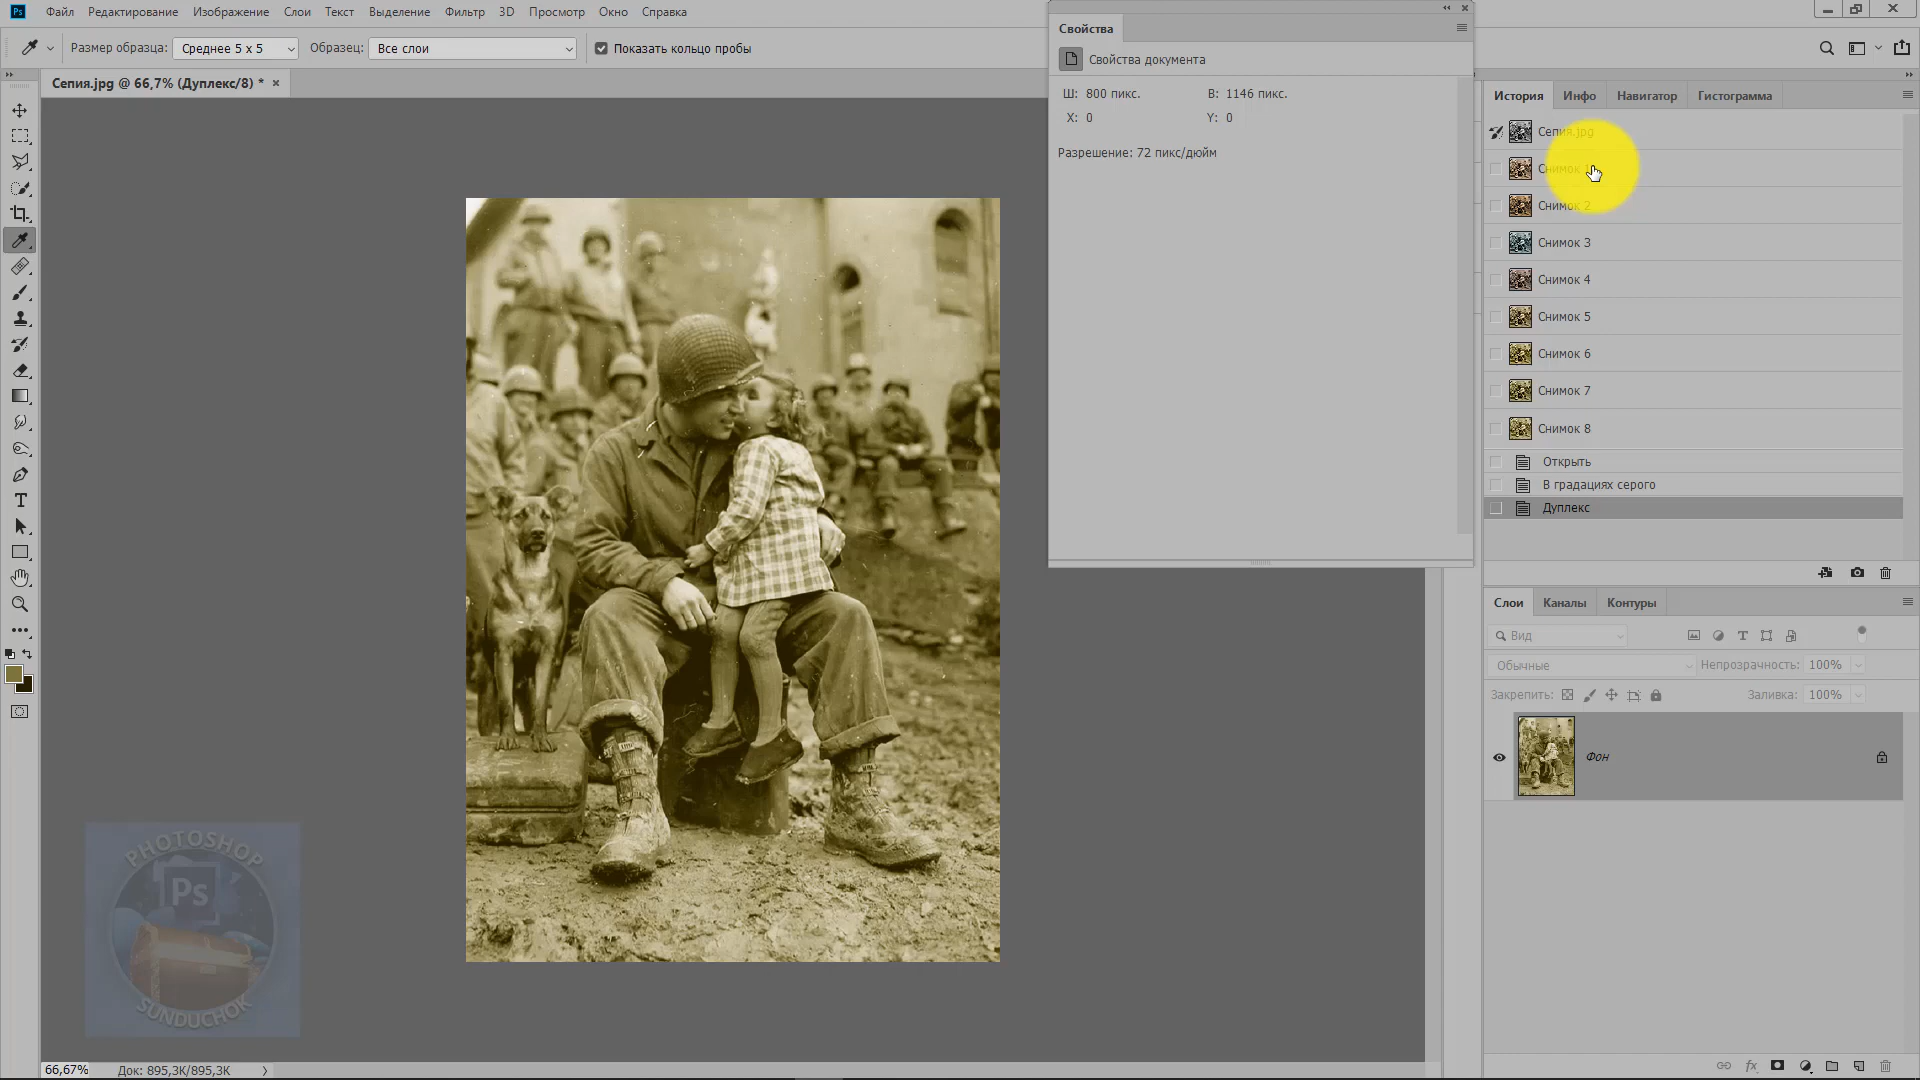 Ps Файл Редактирование Изображение Слои Текст Выделение Фильтр 3D Просмотр Окно Справка
Размер образца: Среднее 5 x 5 Образец: Все слои Показать кольцо пробы
Сепия.jpg @ 66,7% (Дуплекс/8) * ×
Свойства
Свойства документа
Ш: 800 пикс. В: 1146 пикс.
X: 0 Y: 0
Разрешение: 72 пикс/дюйм
История Инфо Навигатор Гистограмма
Сепия.jpg
Снимок 1
Снимок 2
Снимок 3
Снимок 4
Снимок 5
Снимок 6
Снимок 7
Снимок 8
Открыть
В градациях серого
Дуплекс
Слои Каналы Контуры
Вид
Обычные Непрозрачность: 100%
Закрепить: Заливка: 100%
Фон
PHOTOSHOP
Ps
SUNDUCHOK
66,67% Док: 895,3K/895,3K